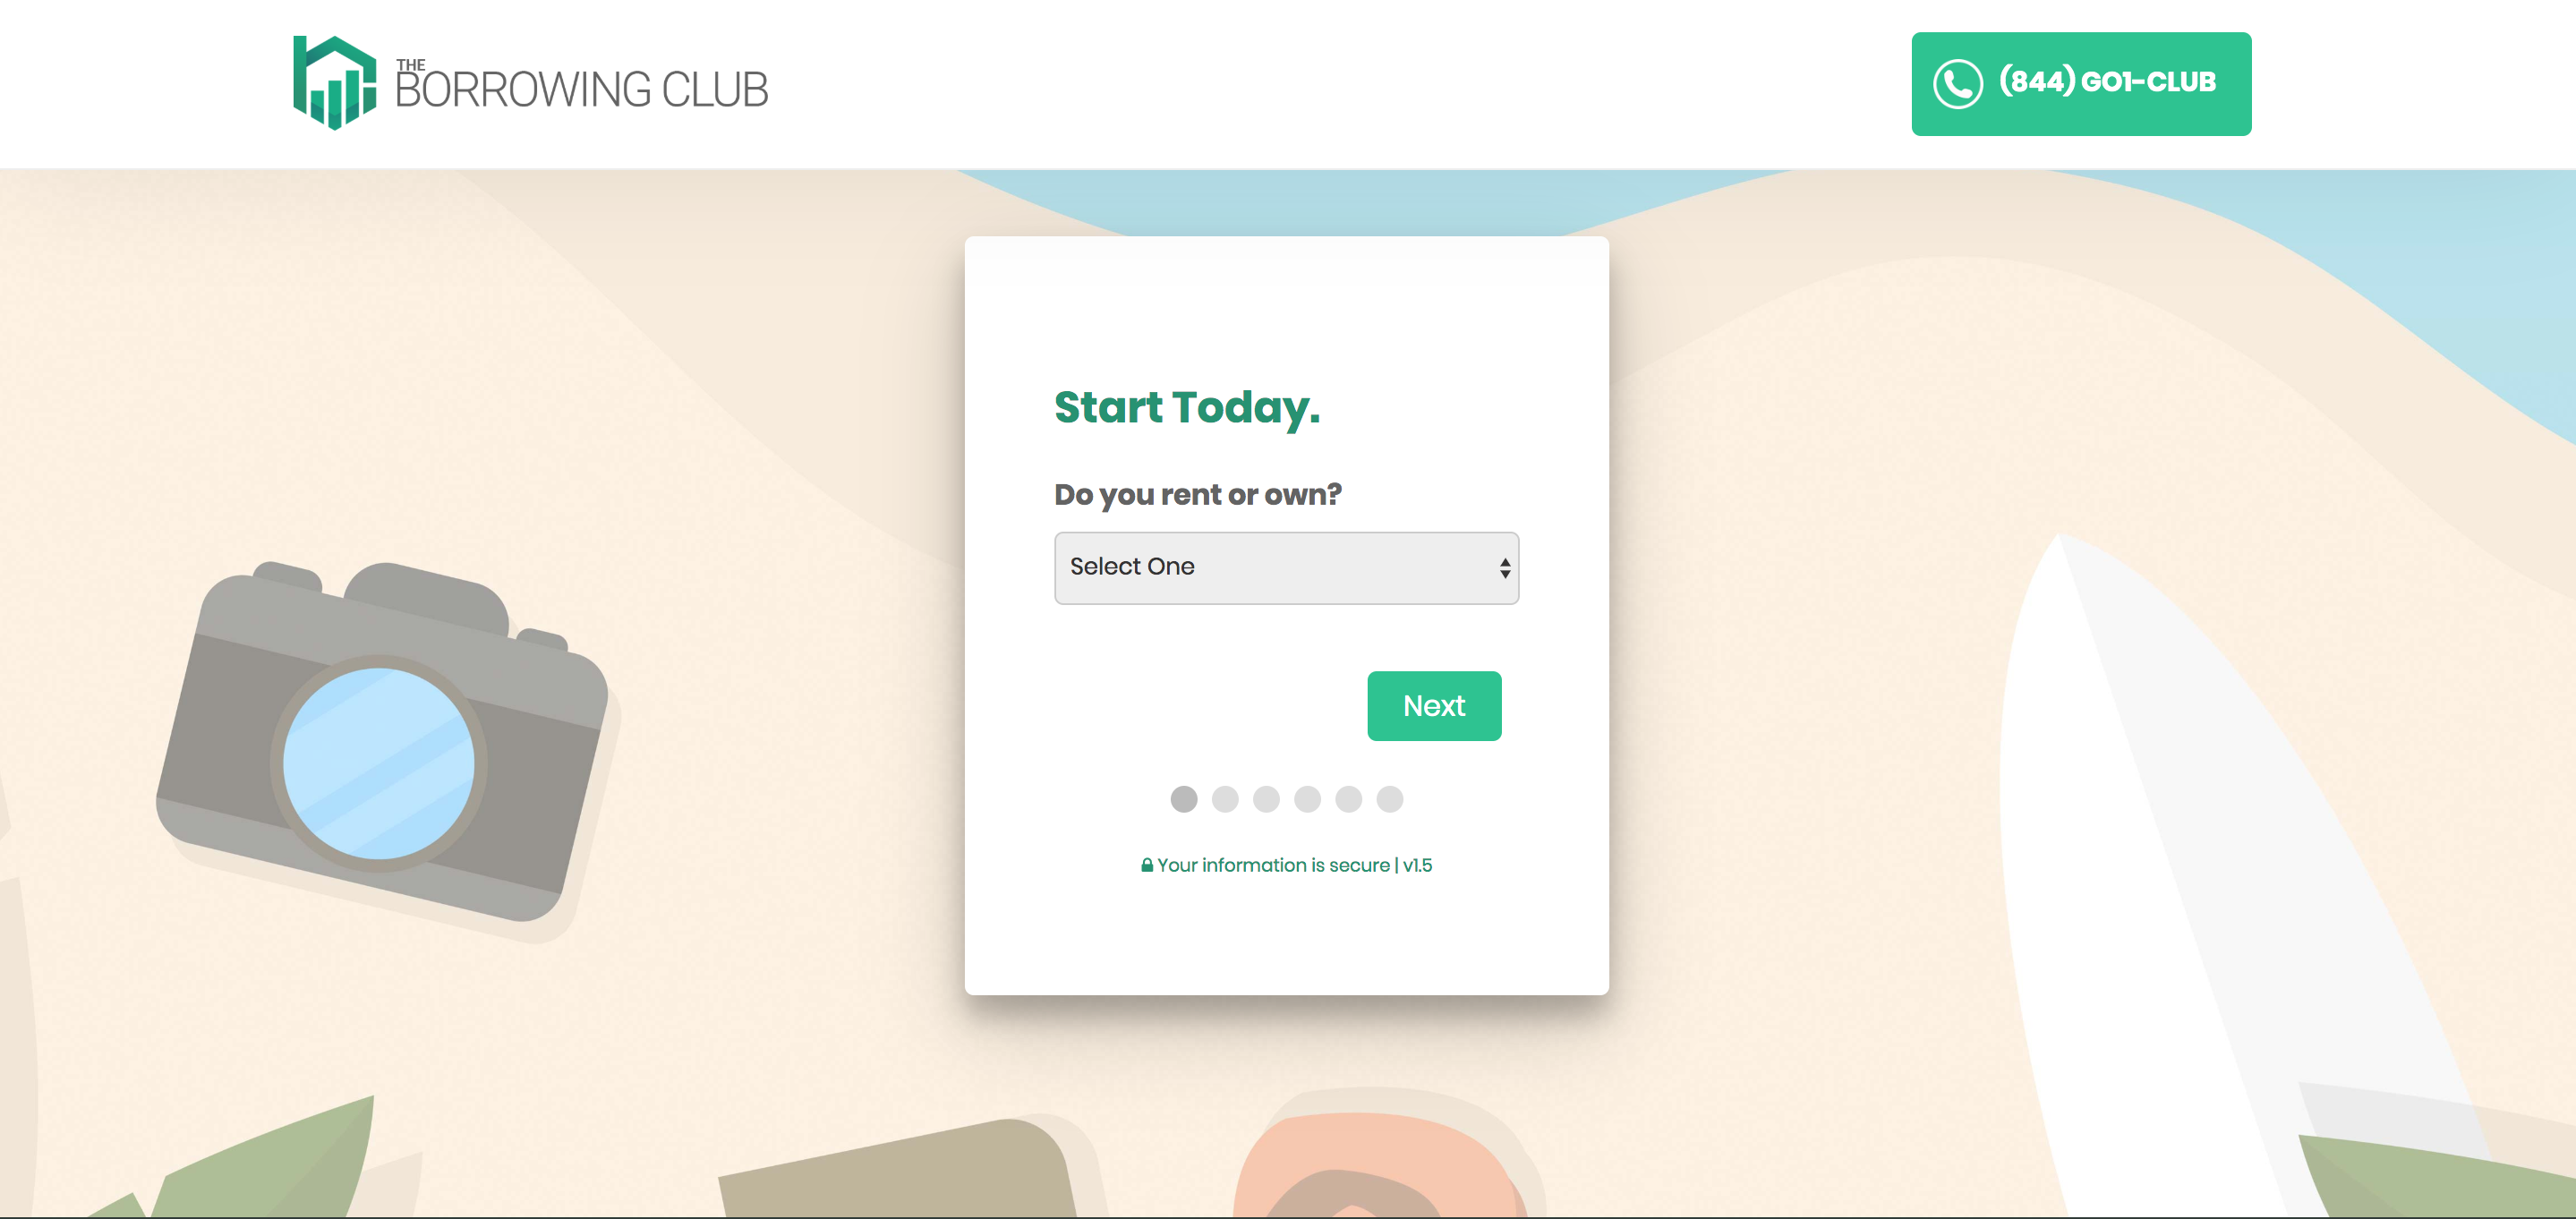 THE
BORROWING CLUB
(844) GO1-CLUB
Start Today.
Do you rent or own?
Select One
Next
Your information is secure | v1.5